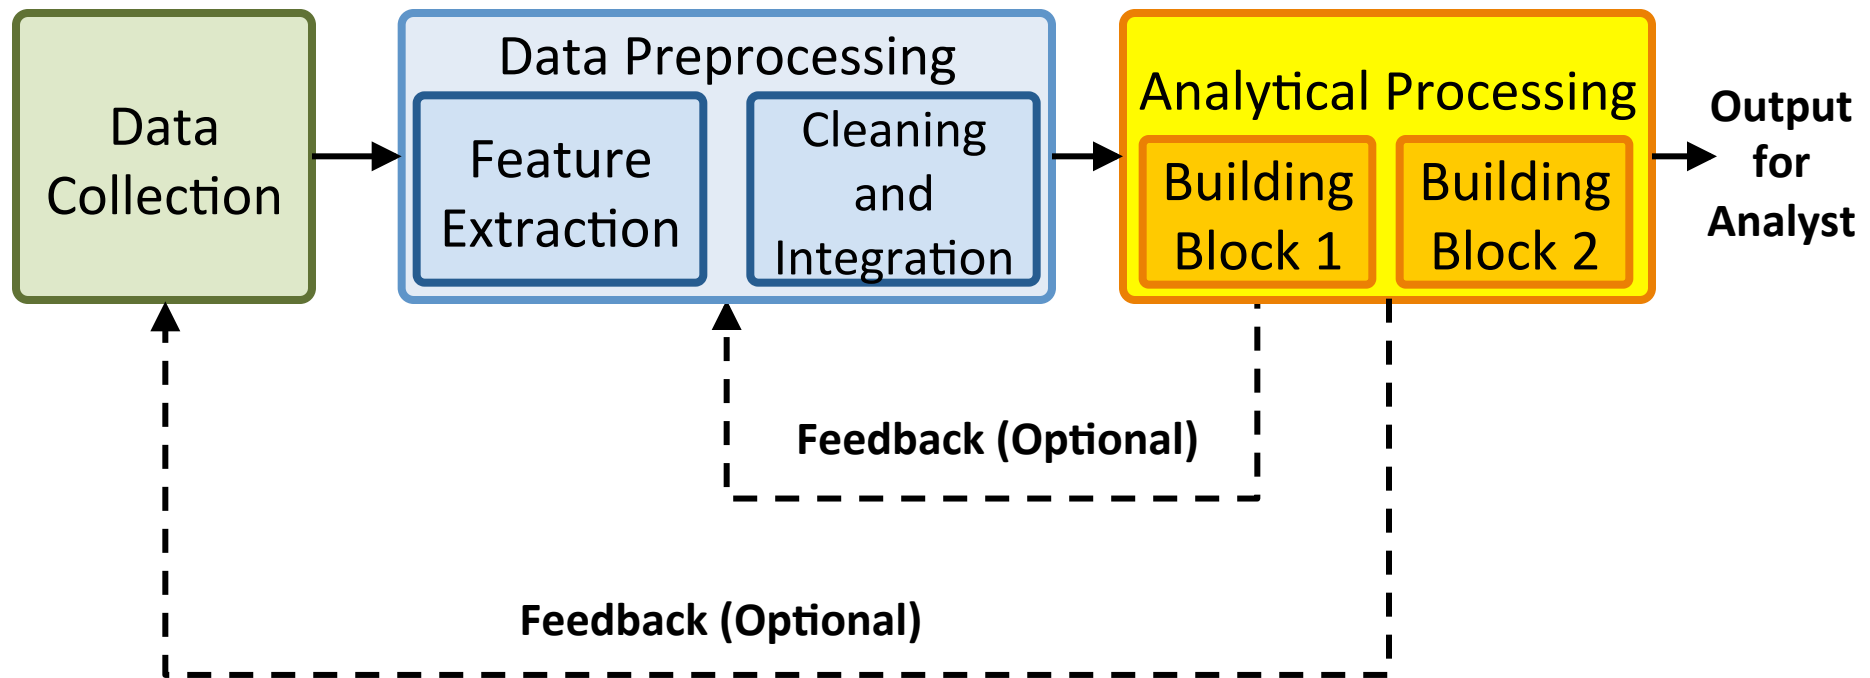 Data
Collection
Data Preprocessing
Feature
Extraction
Cleaning
and
Integration
Analytical Processing
Building
Block 1
Building
Block 2
Output
for
Analyst
Feedback (Optional)
Feedback (Optional)